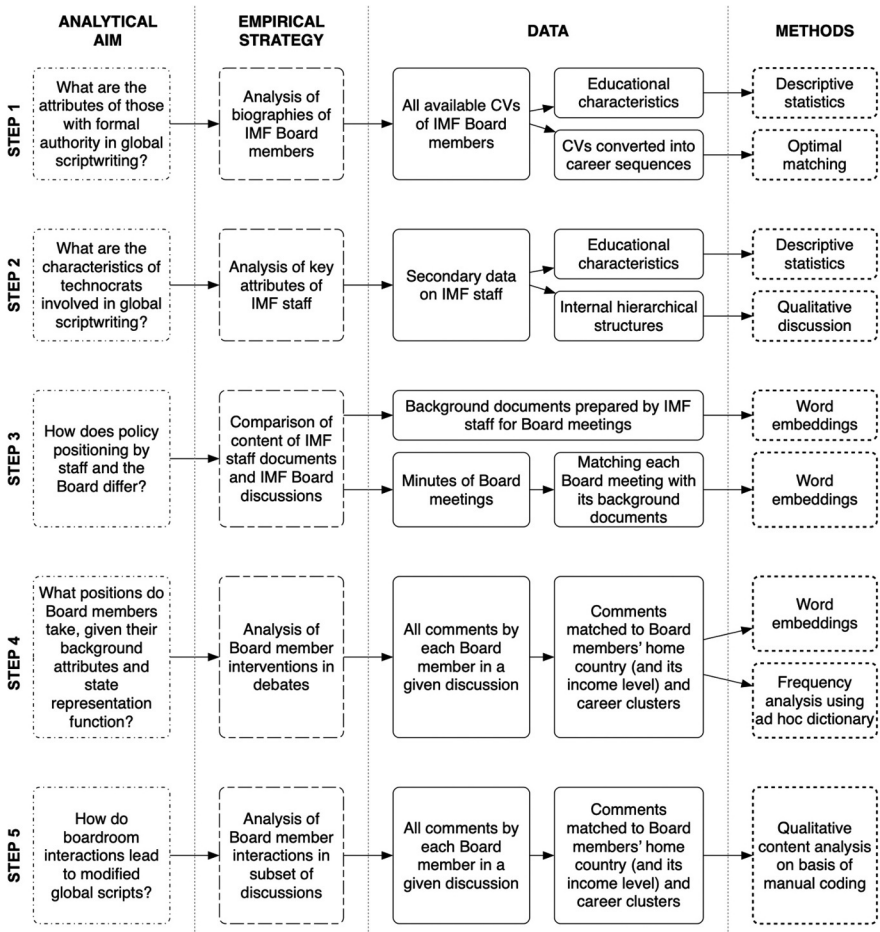 ANALYTICAL
AIM
EMPIRICAL
STRATEGY
DATA
METHODS
STEP 1
What are the
attributes of those
with formal
authority in global
scriptwriting?
Analysis of
biographies of
IMF Board
members
All available CVs
of IMF Board
members
Educational
characteristics
Descriptive
statistics
CVs converted into
career sequences
Optimal
matching
STEP 2
What are the
characteristics of
technocrats
involved in global
scriptwriting?
Analysis of key
attributes of
IMF staff
Secondary data
on IMF staff
Educational
characteristics
Descriptive
statistics
Internal hierarchical
structures
Qualitative
discussion
STEP 3
How does policy
positioning by
staff and the
Board differ?
Comparison of
content of IMF
staff documents
and IMF Board
discussions
Background documents prepared by IMF
staff for Board meetings
Word
embeddings
Minutes of Board
meetings
Matching each
Board meeting with
its background
documents
Word
embeddings
STEP 4
What positions do
Board members
take, given their
background
attributes and
state
representation
function?
Analysis of
Board member
interventions in
debates
All comments by
each Board
member in a
given discussion
Comments
matched to Board
members' home
country (and its
income level) and
career clusters
Word
embeddings
Frequency
analysis using
ad hoc dictionary
STEP 5
How do
boardroom
interactions lead
to modified
global scripts?
Analysis of
Board member
interactions in
subset of
discussions
All comments by
each Board
member in a
given discussion
Comments
matched to Board
members' home
country (and its
income level) and
career clusters
Qualitative
content analysis
on basis of
manual coding